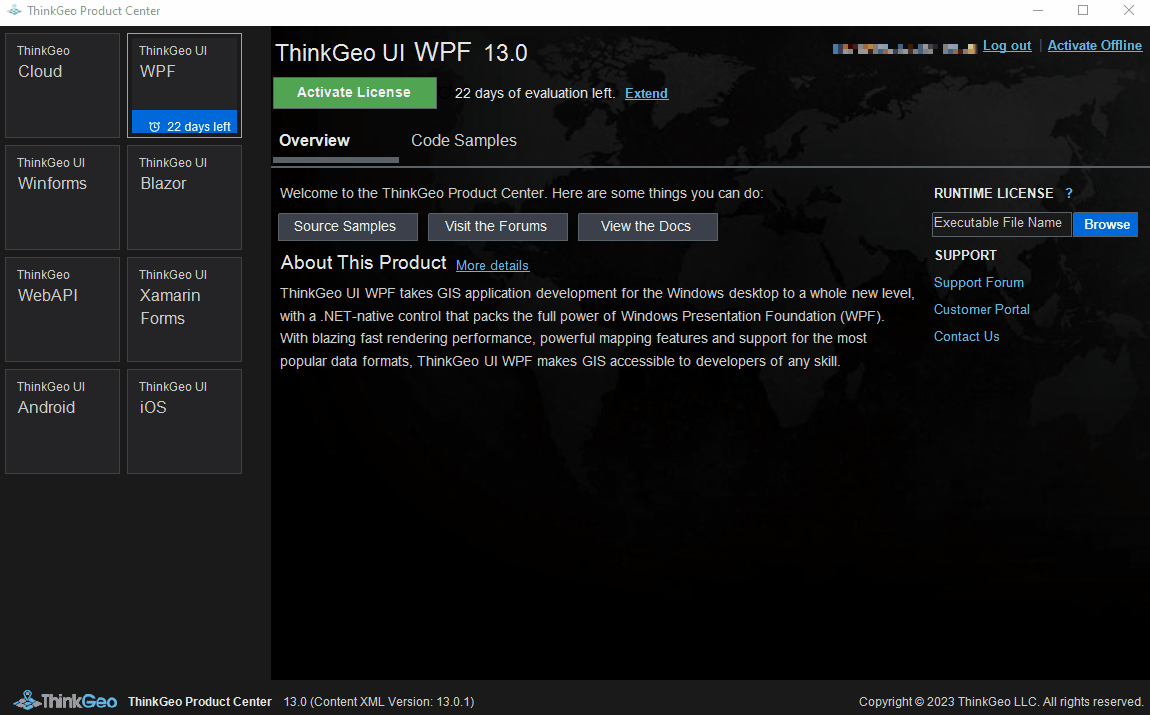 ThinkGeo Product Center
ThinkGeo
Cloud
ThinkGeo UI
WPF
22 days left
ThinkGeo UI
Winforms
ThinkGeo UI
Blazor
ThinkGeo
WebAPI
ThinkGeo UI
Xamarin
Forms
ThinkGeo UI
Android
ThinkGeo UI
iOS
ThinkGeo UI WPF 13.0
Log out | Activate Offline
Activate License
22 days of evaluation left. Extend
Overview
Code Samples
Welcome to the ThinkGeo Product Center. Here are some things you can do:
Source Samples
Visit the Forums
View the Docs
About This Product More details
ThinkGeo UI WPF takes GIS application development for the Windows desktop to a whole new level,
with a .NET-native control that packs the full power of Windows Presentation Foundation (WPF).
With blazing fast rendering performance, powerful mapping features and support for the most
popular data formats, ThinkGeo UI WPF makes GIS accessible to developers of any skill.
RUNTIME LICENSE ?
Executable File Name
Browse
SUPPORT
Support Forum
Customer Portal
Contact Us
ThinkGeo
ThinkGeo Product Center 13.0 (Content XML Version: 13.0.1)
Copyright © 2023 ThinkGeo LLC. All rights reserved.